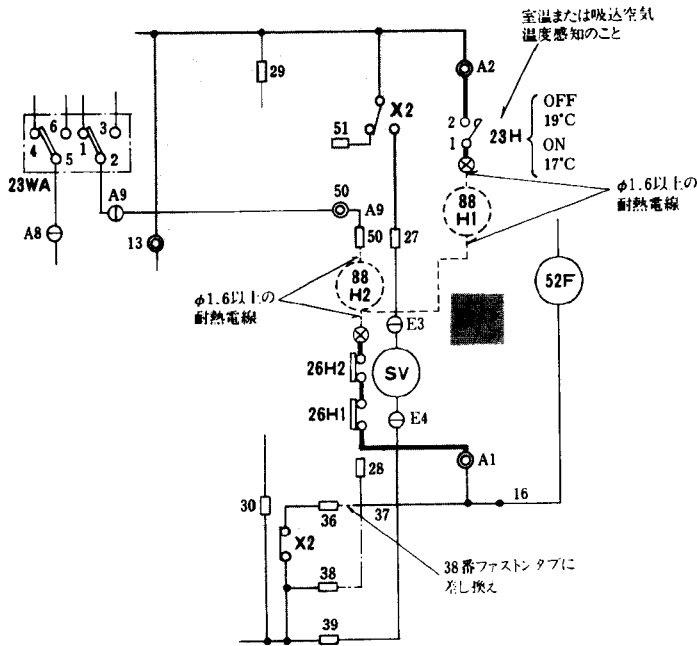 室温または吸込空気
温度感知のこと
A2
29
X2
51
2
1
23H
OFF
19°C
ON
17°C
4
6
1
3
5
2
23WA
A9
A8
13
50
A9
50
27
88
H1
φ1.6以上の
耐熱電線
88
H2
φ1.6以上の
耐熱電線
52F
E3
26H2
SV
26H1
E4
A1
28
30
36
37
16
X2
38
38番ファストンタブに
差し換え
39